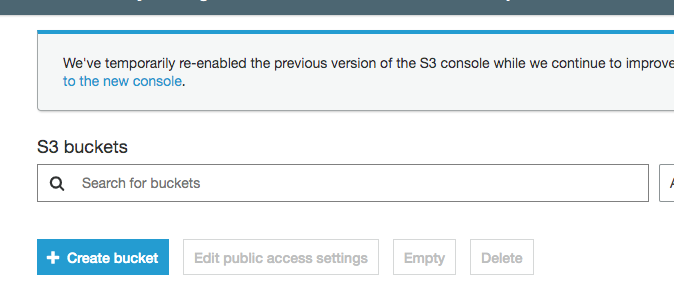 We've temporarily re-enabled the previous version of the S3 console while we continue to improve
to the new console.
S3 buckets
Search for buckets
Create bucket
Edit public access settings
Empty
Delete